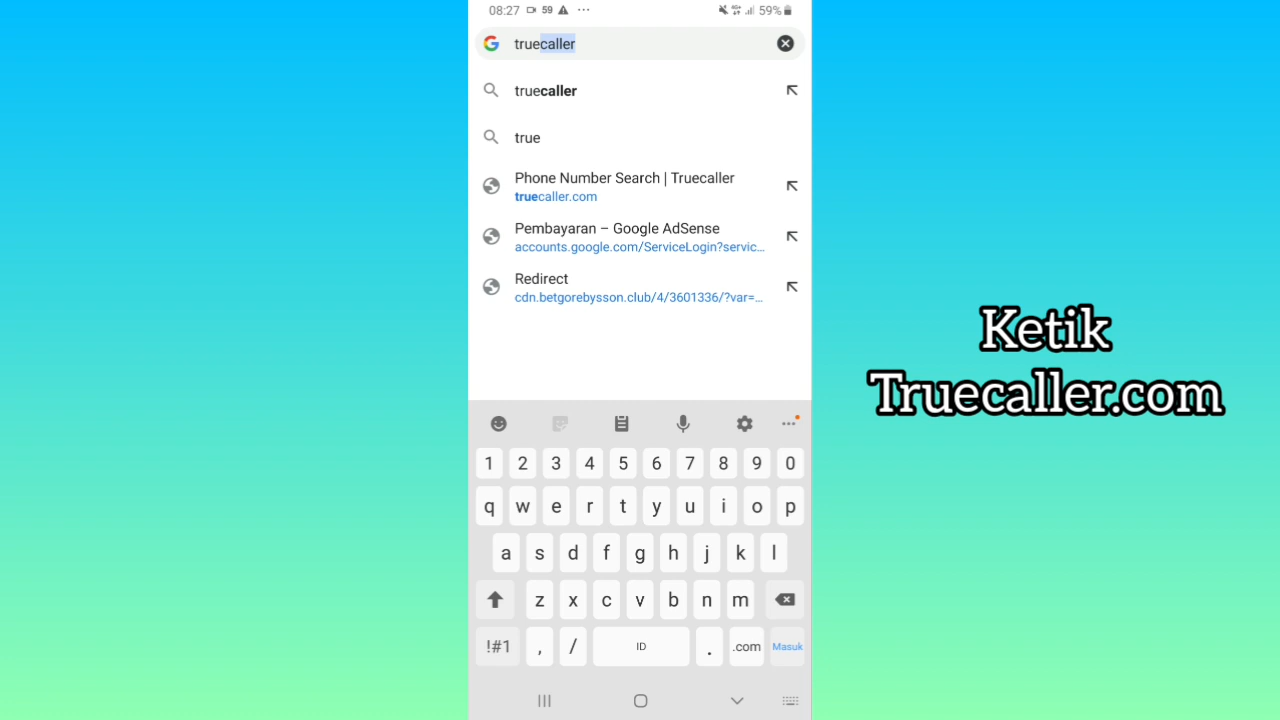 08:27 59 ... 4G+ 59%
truecaller
truecaller
true
Phone Number Search | Truecaller
truecaller.com
Pembayaran – Google AdSense
accounts.google.com/ServiceLogin?servic...
Redirect
cdn.betgorebysson.club/4/3601336/?var=...
Ketik
Truecaller.com
1 2 3 4 5 6 7 8 9 0
q w e r t y u i o p
a s d f g h j k l
z x c v b n m
!#1 , / ID . .com Masuk